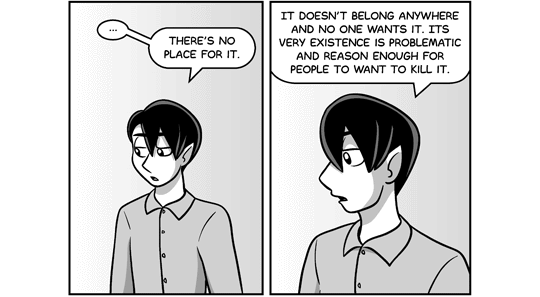 ...
THERE'S NO
PLACE FOR IT.
IT DOESN'T BELONG ANYWHERE
AND NO ONE WANTS IT. ITS
VERY EXISTENCE IS PROBLEMATIC
AND REASON ENOUGH FOR
PEOPLE TO WANT TO KILL IT.